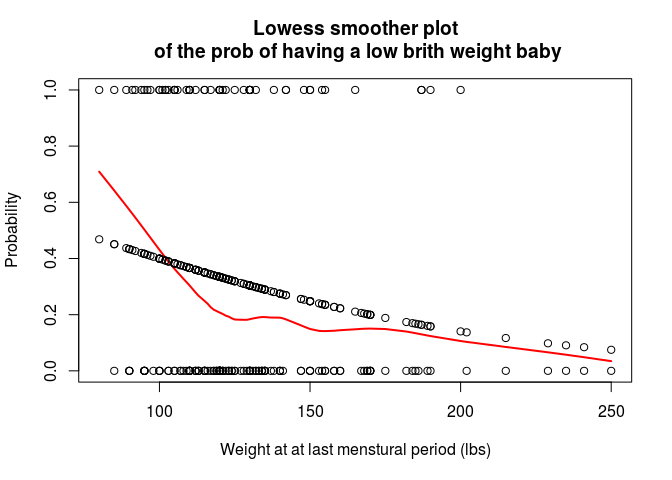 Lowess smoother plot
of the prob of having a low brith weight baby
Probability
1.0
0.8
0.6
0.4
0.2
0.0
100
150
200
250
Weight at at last menstural period (lbs)